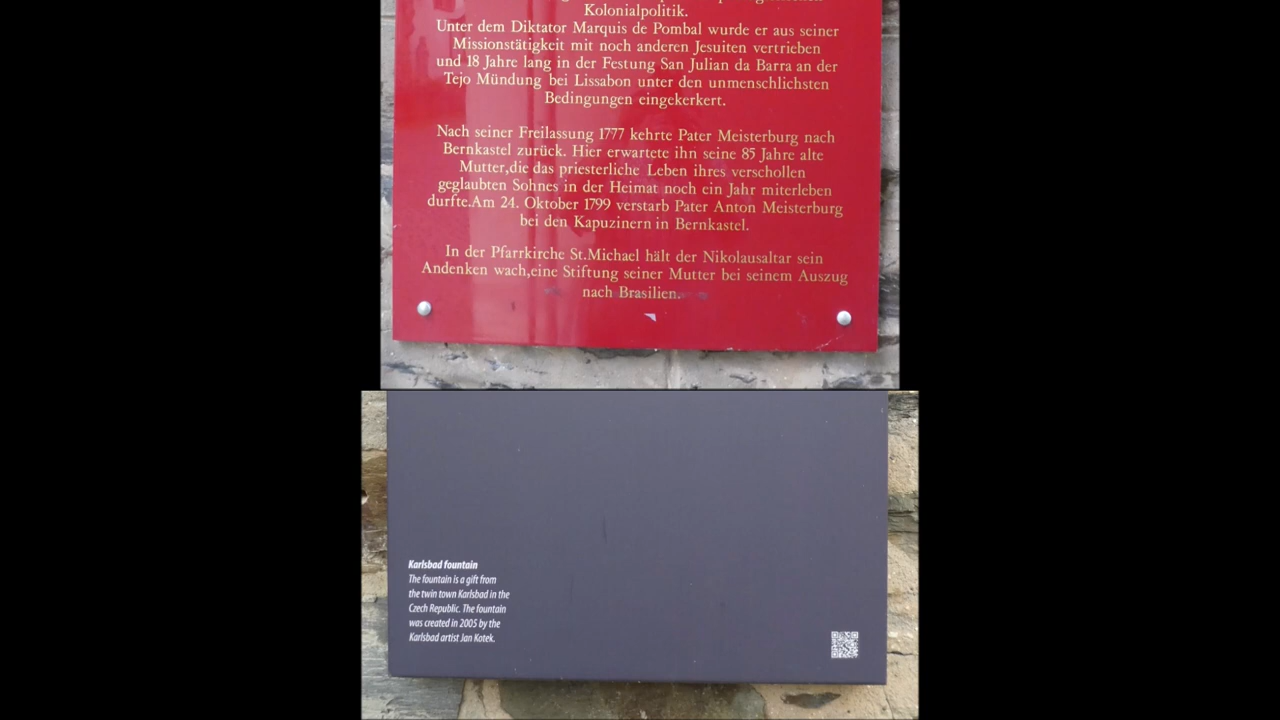 Kolonialpolitik.
Unter dem Diktator Marquis de Pombal wurde er aus seiner
Missionstätigkeit mit noch anderen Jesuiten vertrieben
und 18 Jahre lang in der Festung San Julian da Barra an der
Tejo Mündung bei Lissabon unter den unmenschlichsten
Bedingungen eingekerkert.
Nach seiner Freilassung 1777 kehrte Pater Meisterburg nach
Bernkastel zurück. Hier erwartete ihn seine 85 Jahre alte
Mutter,die das priesterliche Leben ihres verschollen
geglaubten Sohnes in der Heimat noch ein Jahr miterleben
durfte.Am 24. Oktober 1799 verstarb Pater Anton Meisterburg
bei den Kapuzinern in Bernkastel.
In der Pfarrkirche St.Michael hält der Nikolausaltar sein
Andenken wach,eine Stiftung seiner Mutter bei seinem Auszug
nach Brasilien.
Karlsbad fountain
The fountain is a gift from
the twin town Karlsbad in the
Czech Republic. The fountain
was created in 2005 by the
Karlsbad artist Jan Kotek.